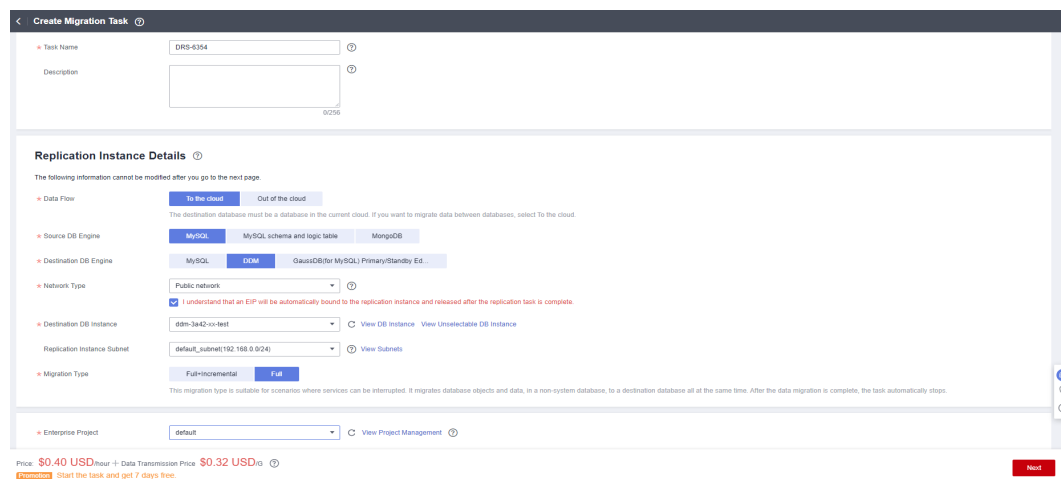 Create Migration Task
* Task Name DRS-6354
Description
0/256
Replication Instance Details
The following information cannot be modified after you go to the next page.
* Data Flow To the cloud Out of the cloud
The destination database must be a database in the current cloud. If you want to migrate data between databases, select To the cloud.
* Source DB Engine MySQL MySQL schema and logic table MongoDB
* Destination DB Engine MySQL DDM GaussDB(for MySQL) Primary/Standby Ed...
* Network Type Public network
I understand that an EIP will be automatically bound to the replication instance and released after the replication task is complete.
* Destination DB Instance ddm-3a42-xx-test View DB Instance View Unselectable DB Instance
Replication Instance Subnet default_subnet(192.168.0.0/24) View Subnets
* Migration Type Full+Incremental Full
This migration type is suitable for scenarios where services can be interrupted. It migrates database objects and data, in a non-system database, to a destination database all at the same time. After the data migration is complete, the task automatically stops.
* Enterprise Project default View Project Management
Price: $0.40 USD/hour + Data Transmission Price $0.32 USD/G
Promotion Start the task and get 7 days free.
Next